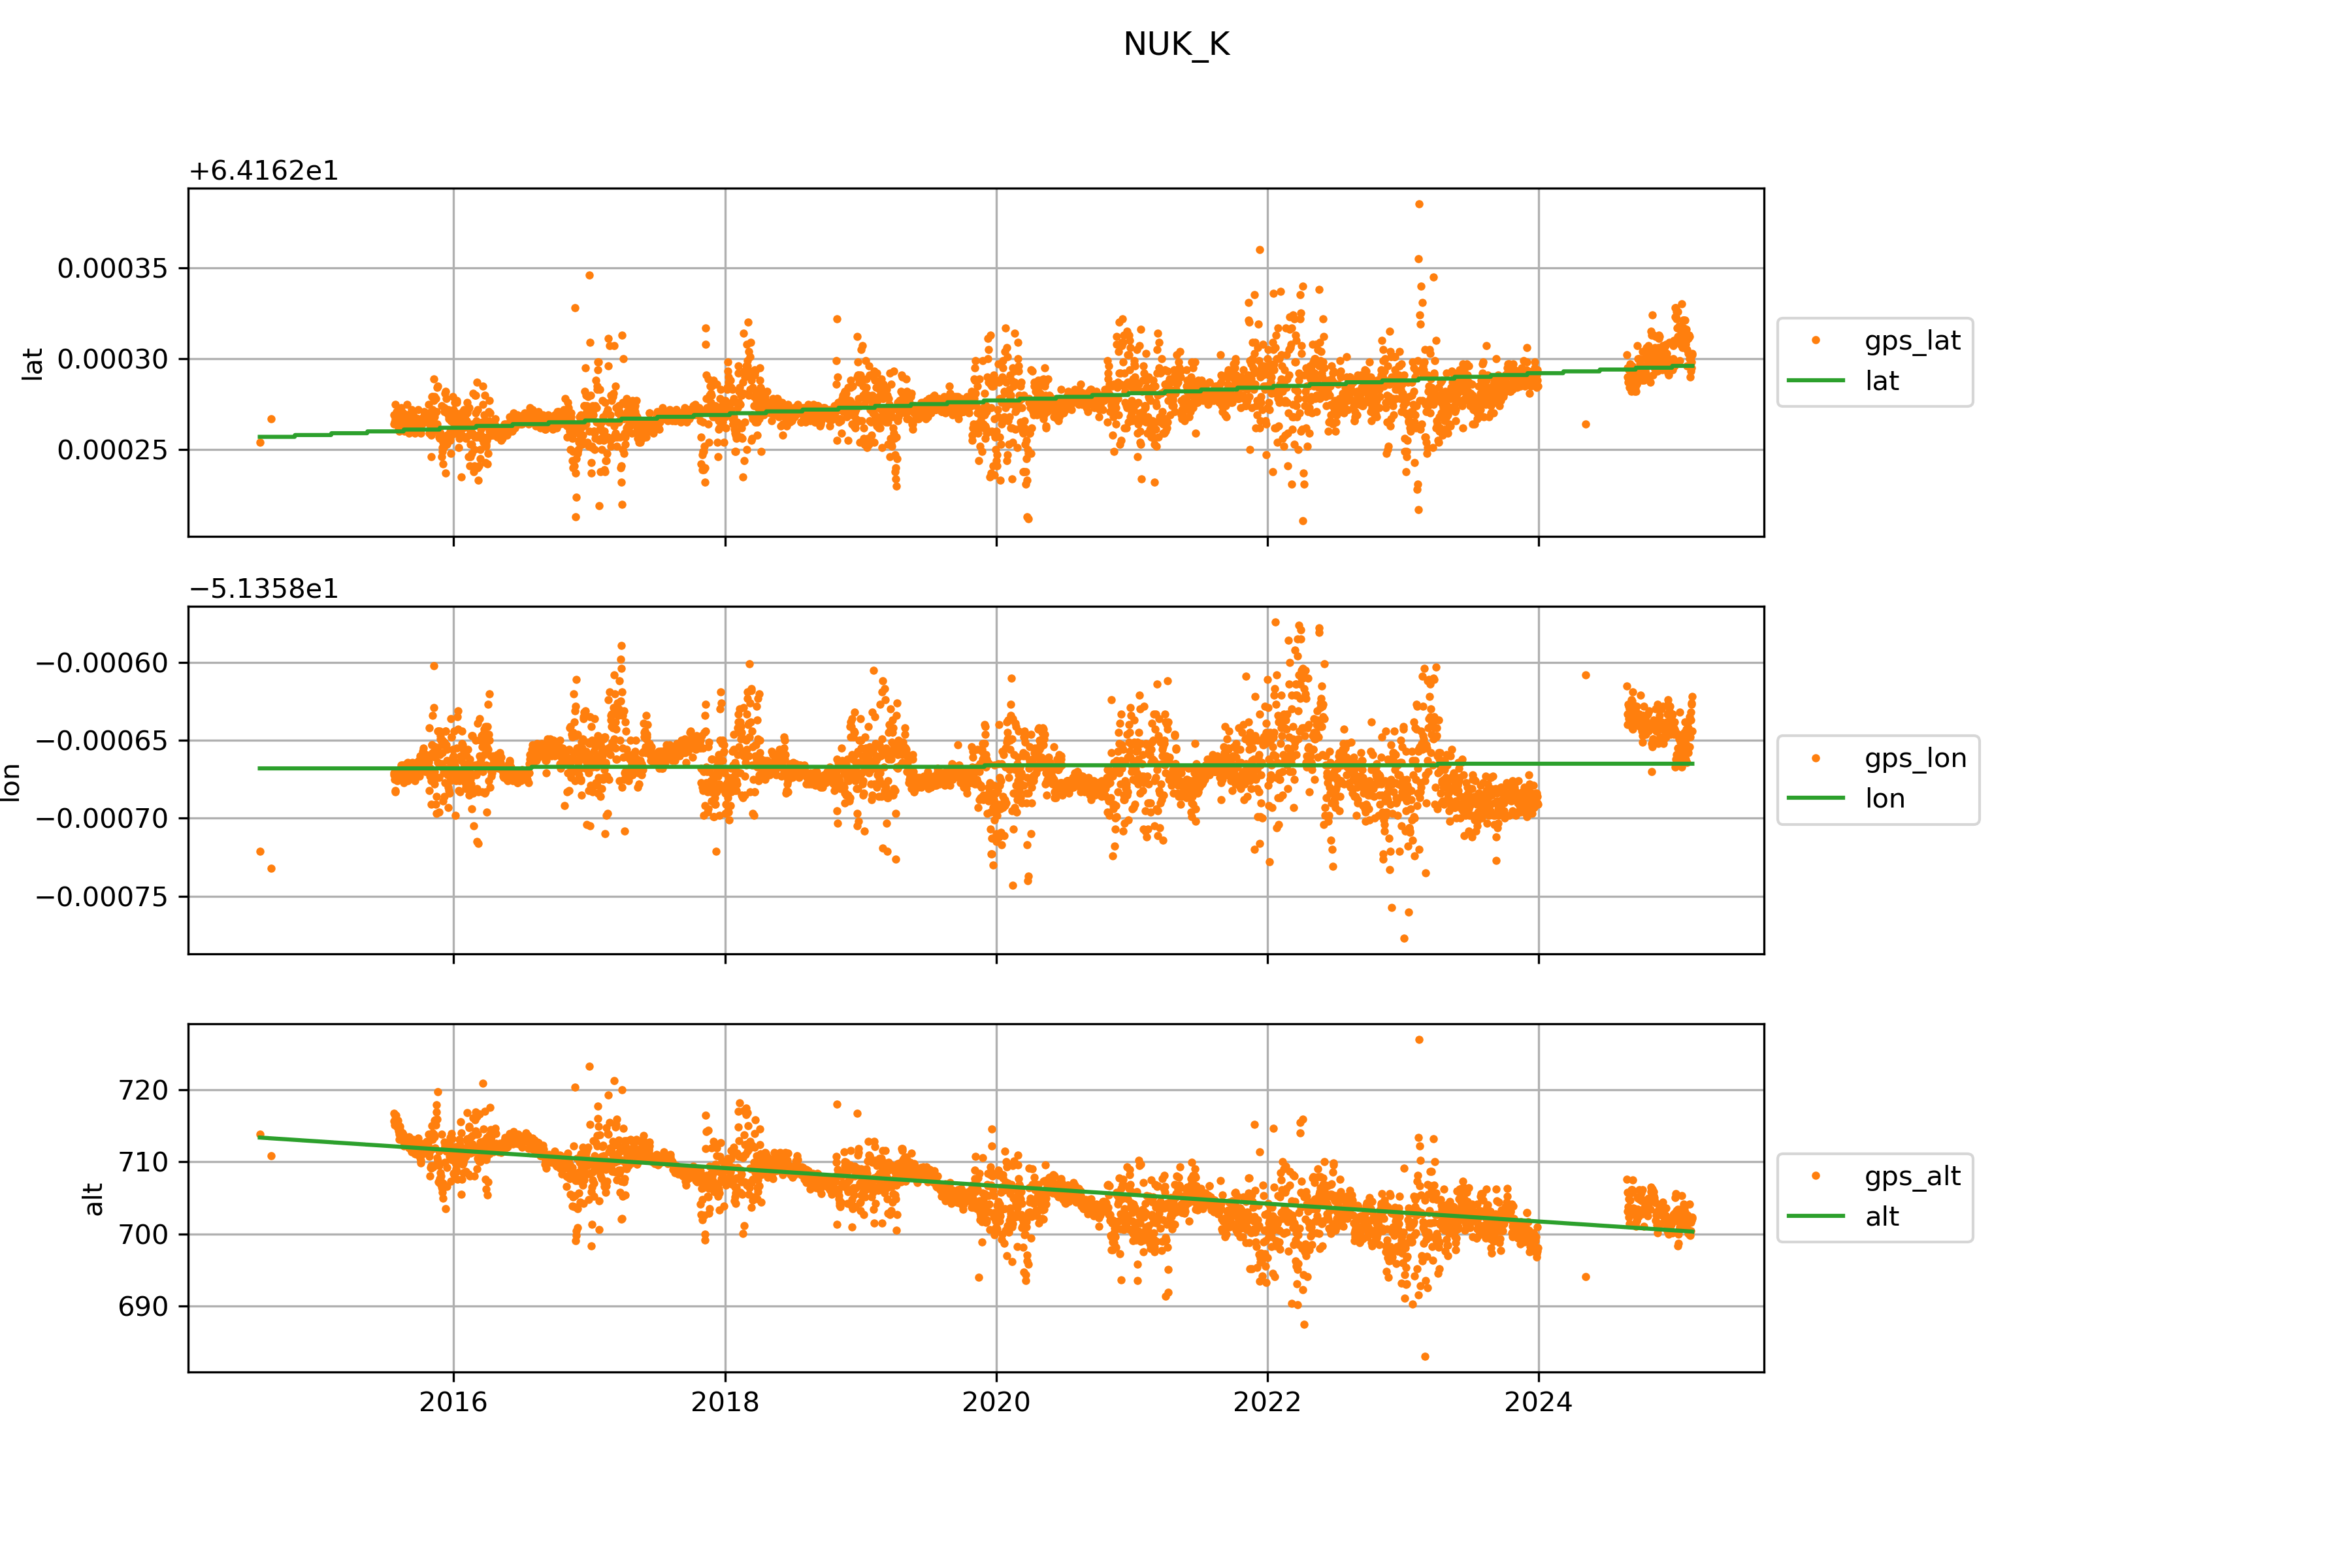 NUK_K
+6.4162e1
0.00035
0.00030
0.00025
lat
gps_lat
lat
−5.1358e1
−0.00060
−0.00065
−0.00070
−0.00075
lon
gps_lon
lon
720
710
700
690
alt
gps_alt
alt
2016 2018 2020 2022 2024